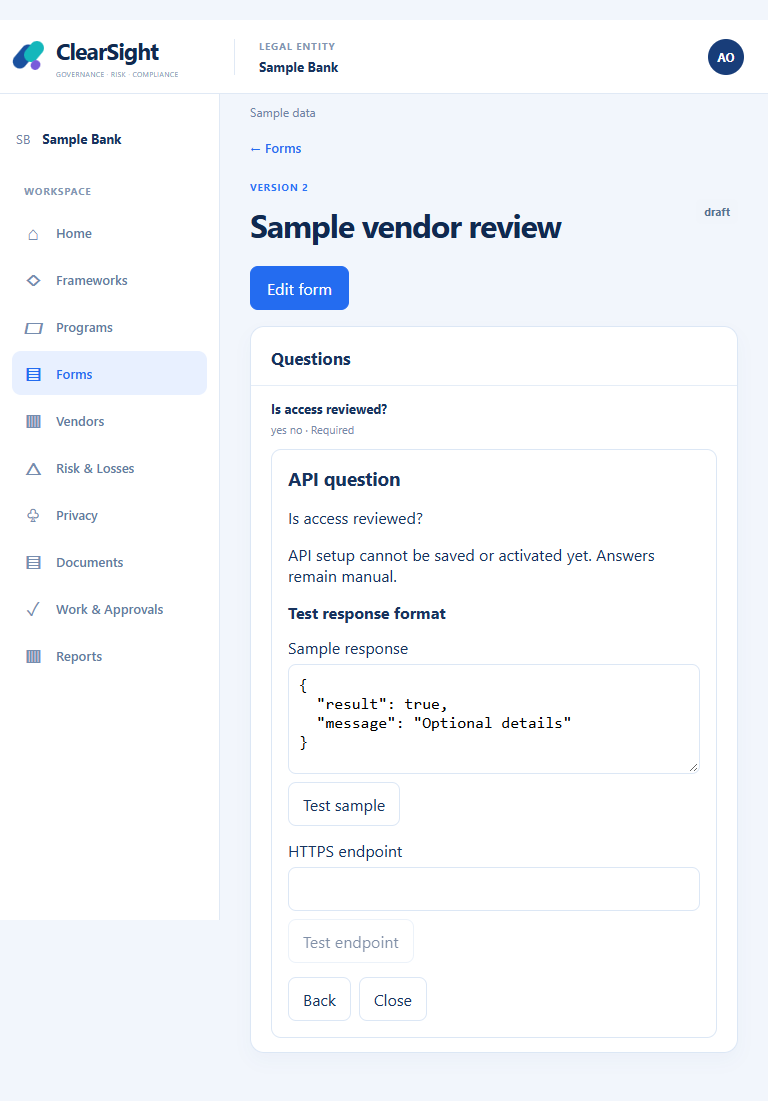 ClearSight
GOVERNANCE · RISK · COMPLIANCE
LEGAL ENTITY
Sample Bank
AO
SB Sample Bank
WORKSPACE
Home
Frameworks
Programs
Forms
Vendors
Risk & Losses
Privacy
Documents
Work & Approvals
Reports
Sample data
← Forms
VERSION 2
Sample vendor review
draft
Edit form
Questions
Is access reviewed?
yes no · Required
API question
Is access reviewed?
API setup cannot be saved or activated yet. Answers
remain manual.
Test response format
Sample response
{
  "result": true,
  "message": "Optional details"
}
Test sample
HTTPS endpoint
Test endpoint
Back Close